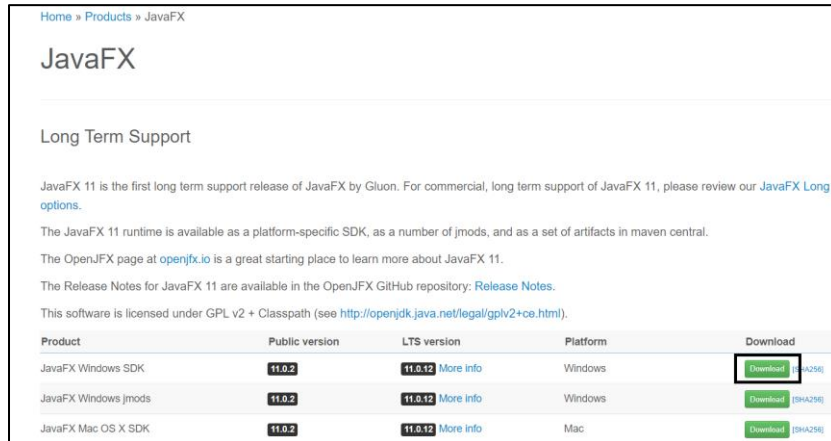 Home » Products » JavaFX
JavaFX
Long Term Support
JavaFX 11 is the first long term support release of JavaFX by Gluon. For commercial, long term support of JavaFX 11, please review our JavaFX Long
options.
The JavaFX 11 runtime is available as a platform-specific SDK, as a number of jmods, and as a set of artifacts in maven central.
The OpenJFX page at openjfx.io is a great starting place to learn more about JavaFX 11.
The Release Notes for JavaFX 11 are available in the OpenJFX GitHub repository: Release Notes.
This software is licensed under GPL v2 + Classpath (see http://openjdk.java.net/legal/gplv2+ce.html).
Product Public version LTS version Platform Download
JavaFX Windows SDK 11.0.2 11.0.12 More info Windows Download [SHA256]
JavaFX Windows jmods 11.0.2 11.0.12 More info Windows Download [SHA256]
JavaFX Mac OS X SDK 11.0.2 11.0.12 More info Mac Download [SHA256]